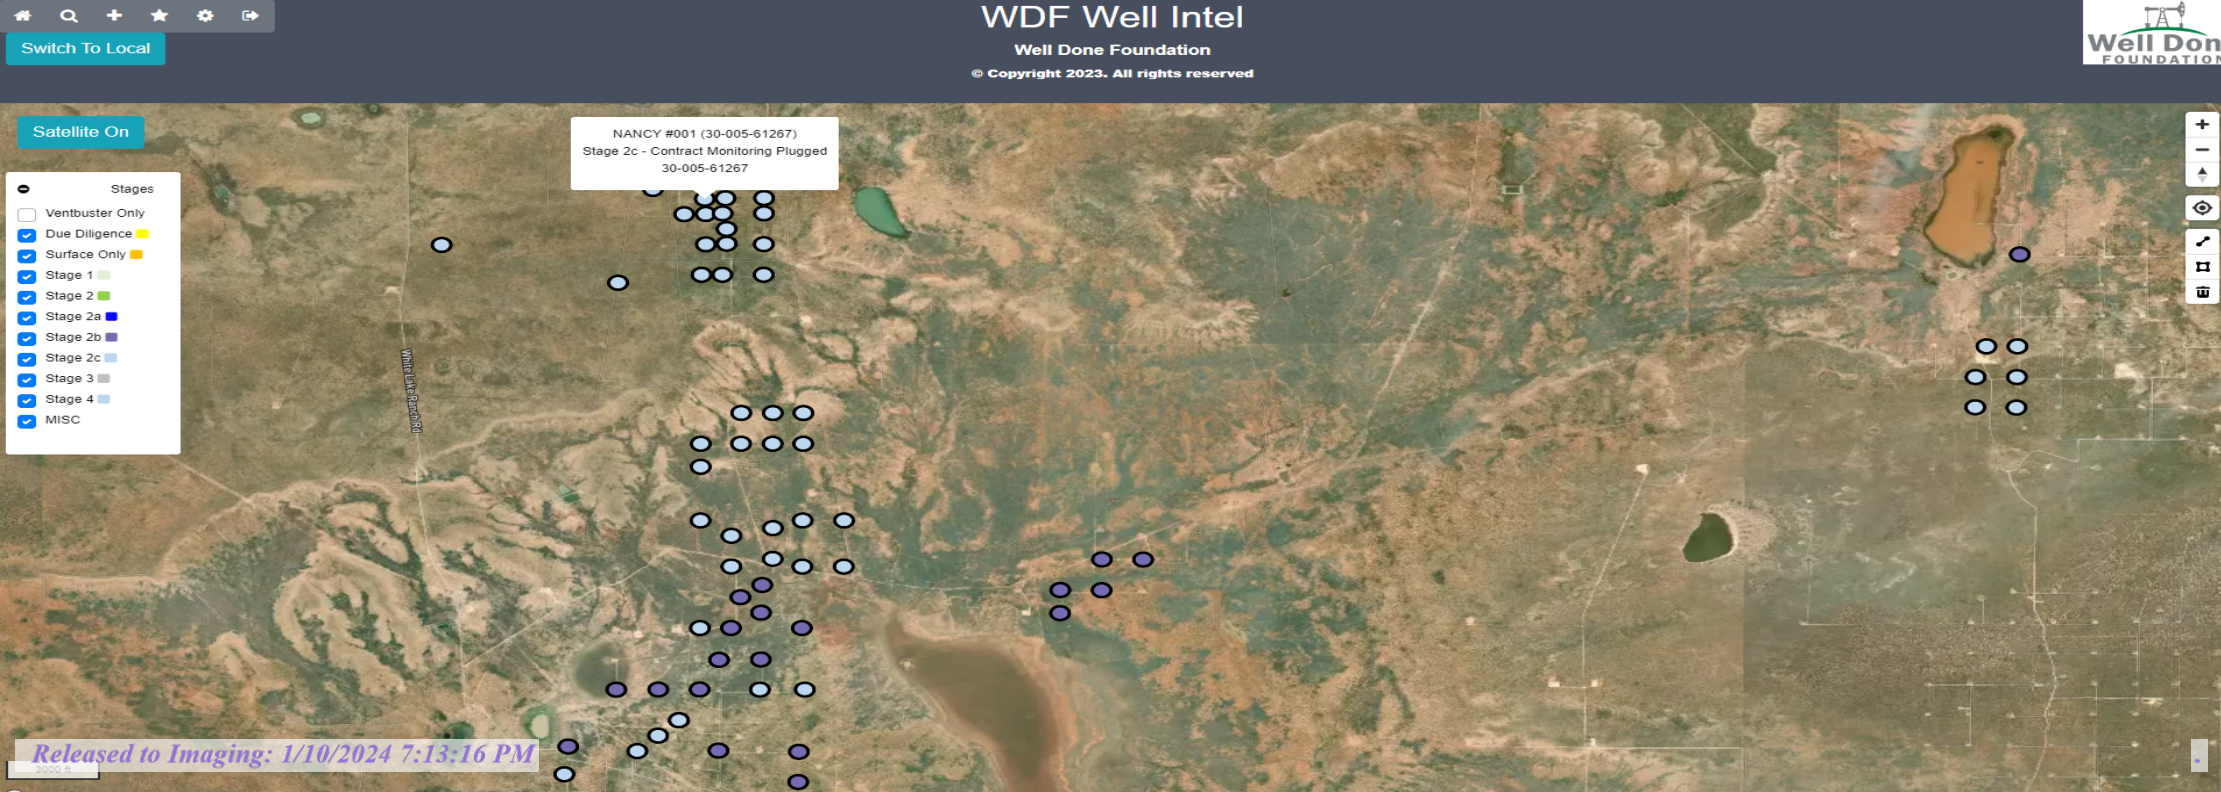 WDF Well Intel
Well Done Foundation
© Copyright 2023. All rights reserved
Well Don
FOUNDATION
Switch To Local
Satellite On
NANCY #001 (30-005-61267)
Stage 2c - Contract Monitoring Plugged
30-005-61267
Stages
Ventbuster Only
Due Diligence
Surface Only
Stage 1
Stage 2
Stage 2a
Stage 2b
Stage 2c
Stage 3
Stage 4
MISC
White Lake Ranch Rd
Released to Imaging: 1/10/2024 7:13:16 PM
3000 ft